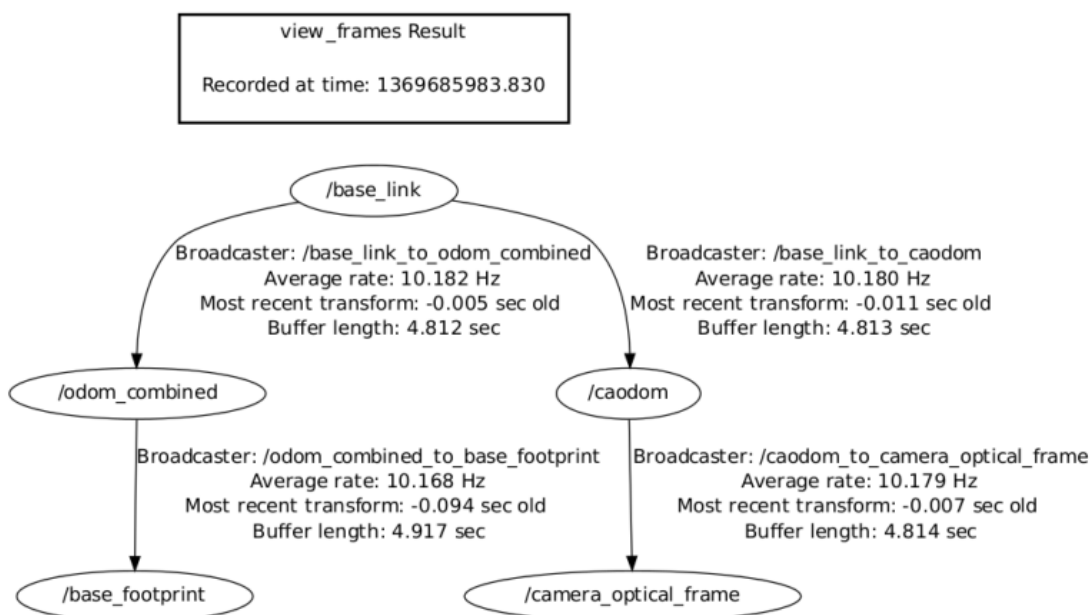 view_frames Result
Recorded at time: 1369685983.830
/base_link
Broadcaster: /base_link_to_odom_combined
Average rate: 10.182 Hz
Most recent transform: -0.005 sec old
Buffer length: 4.812 sec
Broadcaster: /base_link_to_caodom
Average rate: 10.180 Hz
Most recent transform: -0.011 sec old
Buffer length: 4.813 sec
/odom_combined
/caodom
Broadcaster: /odom_combined_to_base_footprint
Average rate: 10.168 Hz
Most recent transform: -0.094 sec old
Buffer length: 4.917 sec
Broadcaster: /caodom_to_camera_optical_frame
Average rate: 10.179 Hz
Most recent transform: -0.007 sec old
Buffer length: 4.814 sec
/base_footprint
/camera_optical_frame